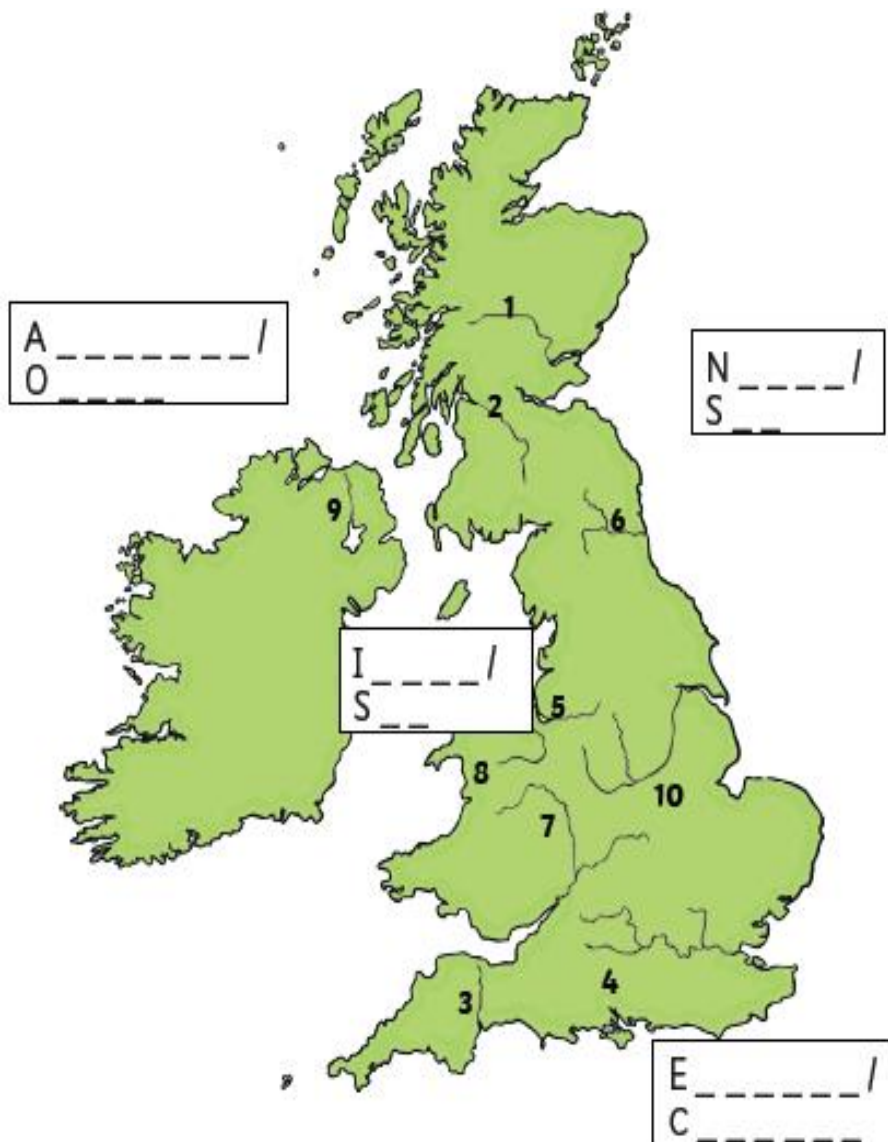 1
A _ _ _ _ _ _ _ /
O _ _ _ _
N _ _ _ _ /
S _ _
2
9
6
I _ _ _ _ /
S _ _
5
8
10
7
4
3
E _ _ _ _ _ _ /
C _ _ _ _ _ _